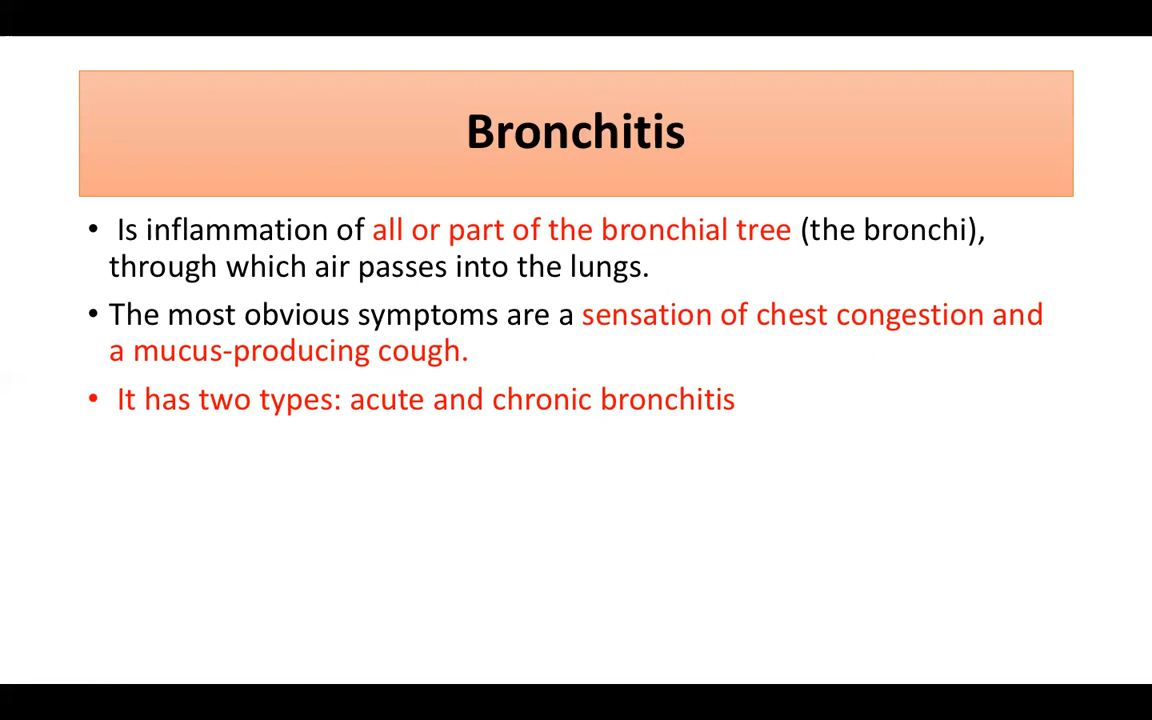 Bronchitis
• Is inflammation of all or part of the bronchial tree (the bronchi),
through which air passes into the lungs.
• The most obvious symptoms are a sensation of chest congestion and
a mucus-producing cough.
• It has two types: acute and chronic bronchitis